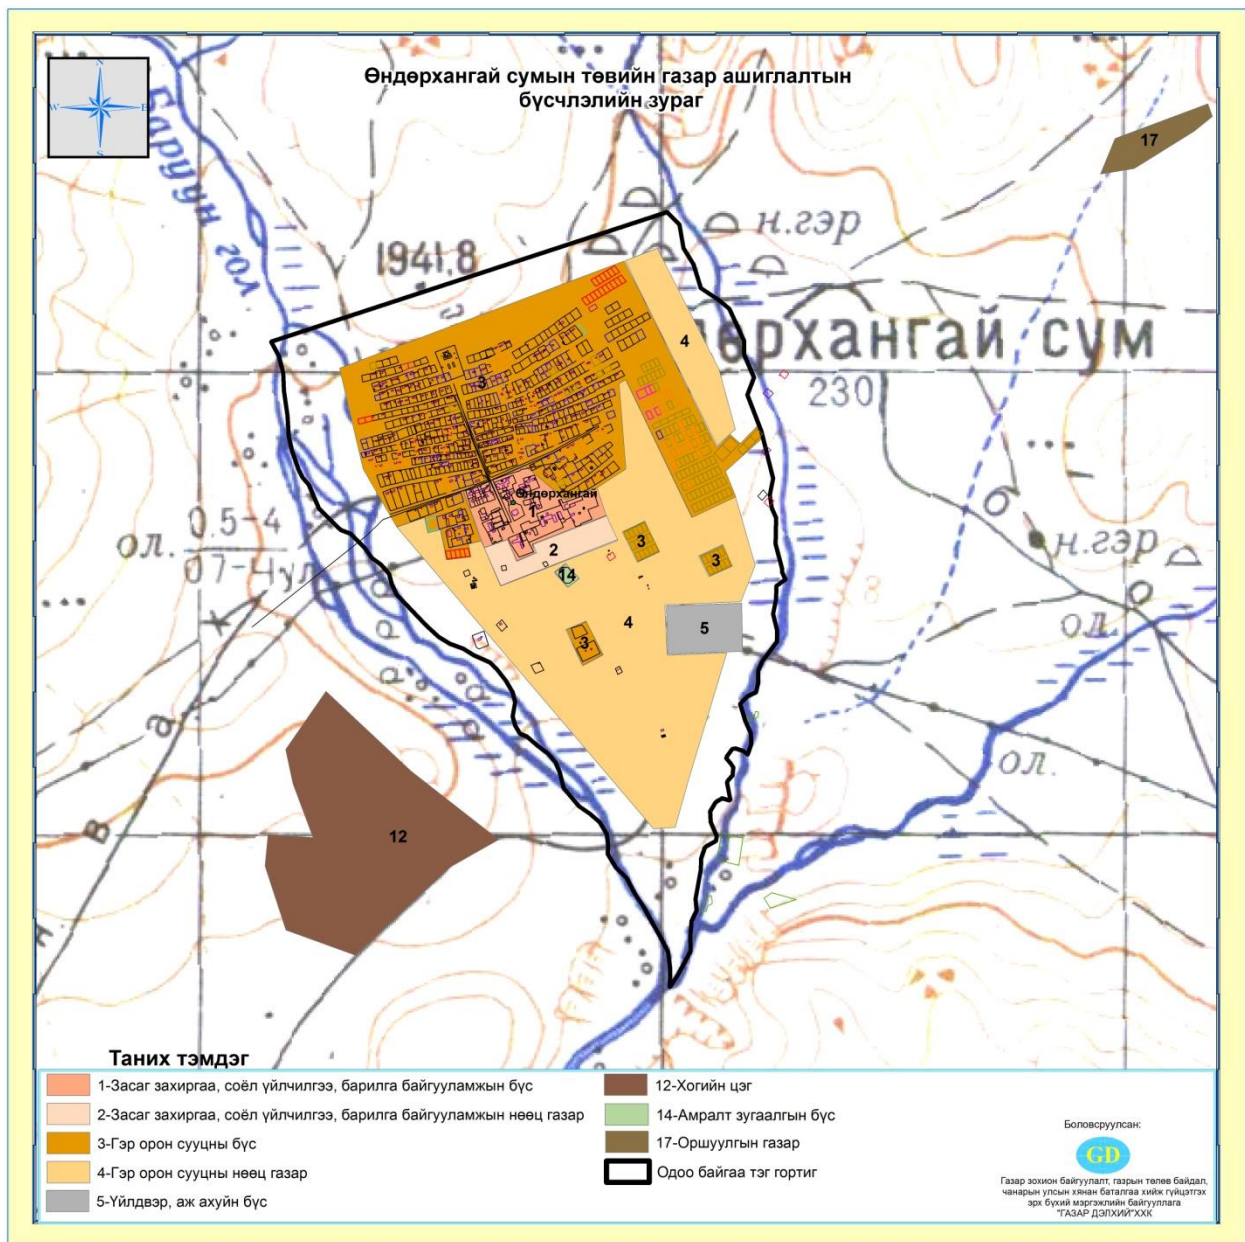 Өндөрхангай сумын төвийн газар ашиглалтын
бүсчлэлийн зураг
N
W
E
S
17
Баруун гол
н.гэр
1941,8
4
өрхангай сум
3
230
Өндөрхангай
1
0.5-4
ол.
07-Чул
2
3
3
14
н.гэр
4
5
3
ол.
ол.
12
Таних тэмдэг
1-Засаг захиргаа, соёл үйлчилгээ, барилга байгууламжын бүс
2-Засаг захиргаа, соёл үйлчилгээ, барилга байгууламжын нөөц газар
3-Гэр орон сууцны бүс
4-Гэр орон сууцны нөөц газар
5-Үйлдвэр, аж ахуйн бүс
12-Хогийн цэг
14-Амралт зугаалгын бүс
17-Оршуулгын газар
Одоо байгаа тэг гортиг
Боловсруулсан:
GD
Газар зохион байгуулалт, газрын төлөв байдал,
чанарын улсын хянан баталгаа хийж гүйцэтгэх
эрх бүхий мэргэжлийн байгууллага
"ГАЗАР ДЭЛХИЙ"ХХК